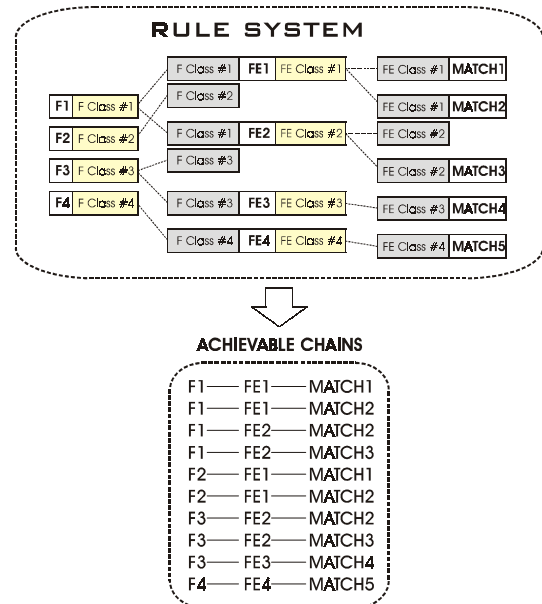 RULE SYSTEM
F Class #1 FE1 FE Class #1 FE Class #1 MATCH1
F Class #2 FE Class #1 MATCH2
F1 F Class #1
F Class #1 FE2 FE Class #2 FE Class #2
F2 F Class #2
F Class #3 FE Class #2 MATCH3
F3 F Class #3
F4 F Class #4 F Class #3 FE3 FE Class #3 FE Class #3 MATCH4
F Class #4 FE4 FE Class #4 FE Class #4 MATCH5
ACHIEVABLE CHAINS
F1 FE1 MATCH1
F1 FE1 MATCH2
F1 FE2 MATCH2
F1 FE2 MATCH3
F2 FE1 MATCH1
F2 FE1 MATCH2
F3 FE2 MATCH2
F3 FE2 MATCH3
F3 FE3 MATCH4
F4 FE4 MATCH5